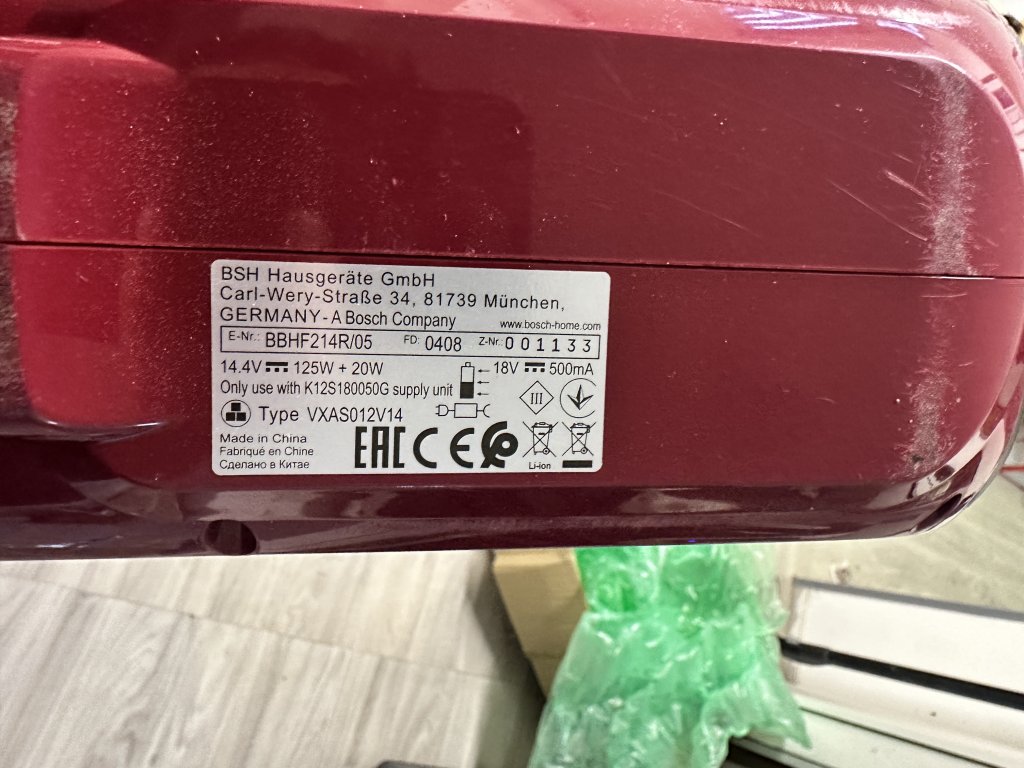 BSH Hausgeräte GmbH
Carl-Wery-Straße 34, 81739 München,
GERMANY - A Bosch Company www.bosch-home.com
E-Nr.: BBHF214R/05 FD: 0408 Z-Nr: 001133
14.4V 125W + 20W 18V 500mA
Only use with K12S180050G supply unit III
Type VXAS012V14
Made in China
Fabriqué en Chine
Сделано в Китае
EAC CE
Li-ion